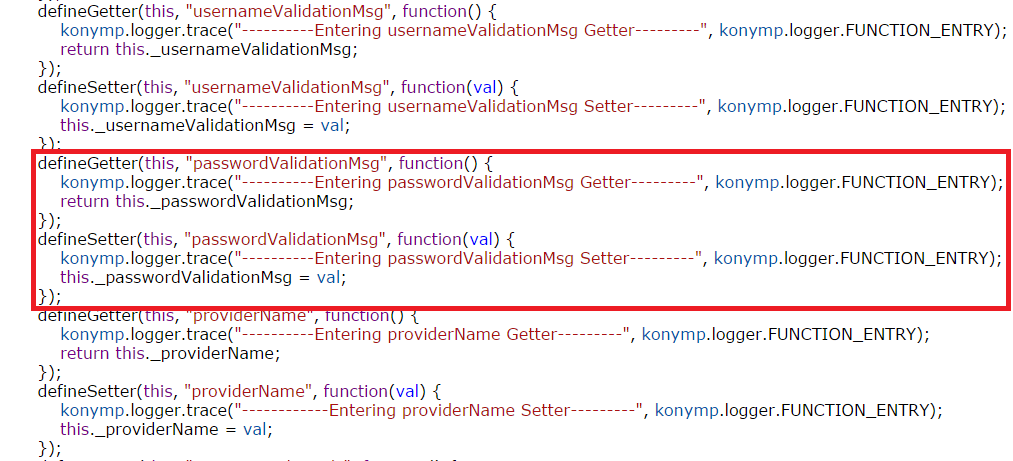 defineGetter(this, "usernameValidationMsg", function() {
konymp.logger.trace("----------Entering usernameValidationMsg Getter---------", konymp.logger.FUNCTION_ENTRY);
return this._usernameValidationMsg;
});
defineSetter(this, "usernameValidationMsg", function(val) {
konymp.logger.trace("----------Entering usernameValidationMsg Setter---------", konymp.logger.FUNCTION_ENTRY);
this._usernameValidationMsg = val;
});
defineGetter(this, "passwordValidationMsg", function() {
konymp.logger.trace("----------Entering passwordValidationMsg Getter---------", konymp.logger.FUNCTION_ENTRY);
return this._passwordValidationMsg;
});
defineSetter(this, "passwordValidationMsg", function(val) {
konymp.logger.trace("----------Entering passwordValidationMsg Setter---------", konymp.logger.FUNCTION_ENTRY);
this._passwordValidationMsg = val;
});
defineGetter(this, "providerName", function() {
konymp.logger.trace("----------Entering providerName Getter---------", konymp.logger.FUNCTION_ENTRY);
return this._providerName;
});
defineSetter(this, "providerName", function(val) {
konymp.logger.trace("------------Entering providerName Setter---------", konymp.logger.FUNCTION_ENTRY);
this._providerName = val;
});